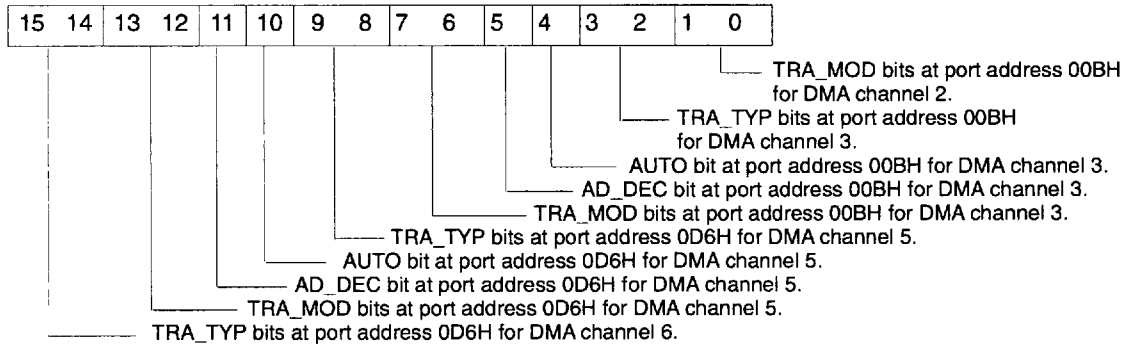 15 14 13 12 11 10 9 8 7 6 5 4 3 2 1 0
TRA_MOD bits at port address 00BH
for DMA channel 2.
TRA_TYP bits at port address 00BH
for DMA channel 3.
AUTO bit at port address 00BH for DMA channel 3.
AD_DEC bit at port address 00BH for DMA channel 3.
TRA_MOD bits at port address 00BH for DMA channel 3.
TRA_TYP bits at port address 0D6H for DMA channel 5.
AUTO bit at port address 0D6H for DMA channel 5.
AD_DEC bit at port address 0D6H for DMA channel 5.
TRA_MOD bits at port address 0D6H for DMA channel 5.
TRA_TYP bits at port address 0D6H for DMA channel 6.